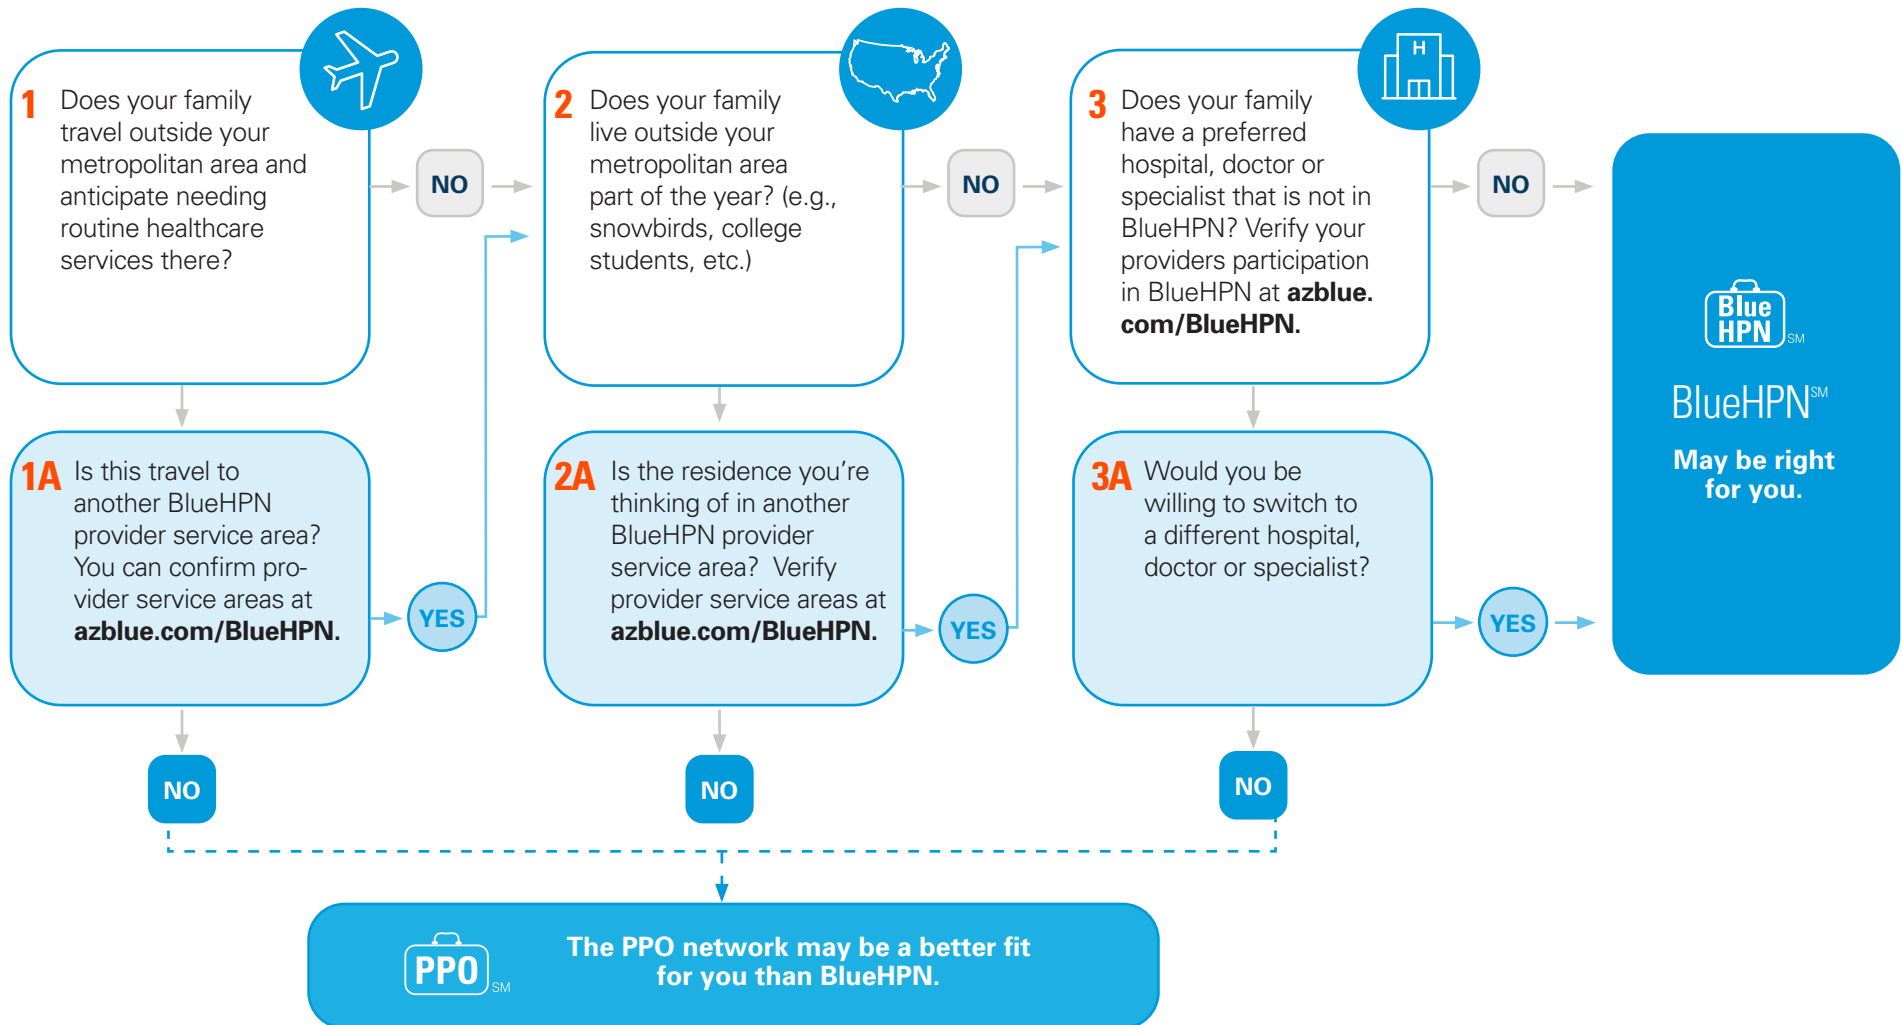 1 Does your family
travel outside your
metropolitan area and
anticipate needing
routine healthcare
services there?
NO
2 Does your family
live outside your
metropolitan area
part of the year? (e.g.,
snowbirds, college
students, etc.)
NO
H
3 Does your family
have a preferred
hospital, doctor or
specialist that is not in
BlueHPN? Verify your
providers participation
in BlueHPN at azblue.
com/BlueHPN.
NO
1A Is this travel to
another BlueHPN
provider service area?
You can confirm pro-
vider service areas at
azblue.com/BlueHPN.
YES
2A Is the residence you're
thinking of in another
BlueHPN provider
service area?  Verify
provider service areas at
azblue.com/BlueHPN.
YES
3A Would you be
willing to switch to
a different hospital,
doctor or specialist?
YES
Blue
HPN SM
BlueHPN SM
May be right
for you.
NO
NO
NO
PPO SM
The PPO network may be a better fit
for you than BlueHPN.